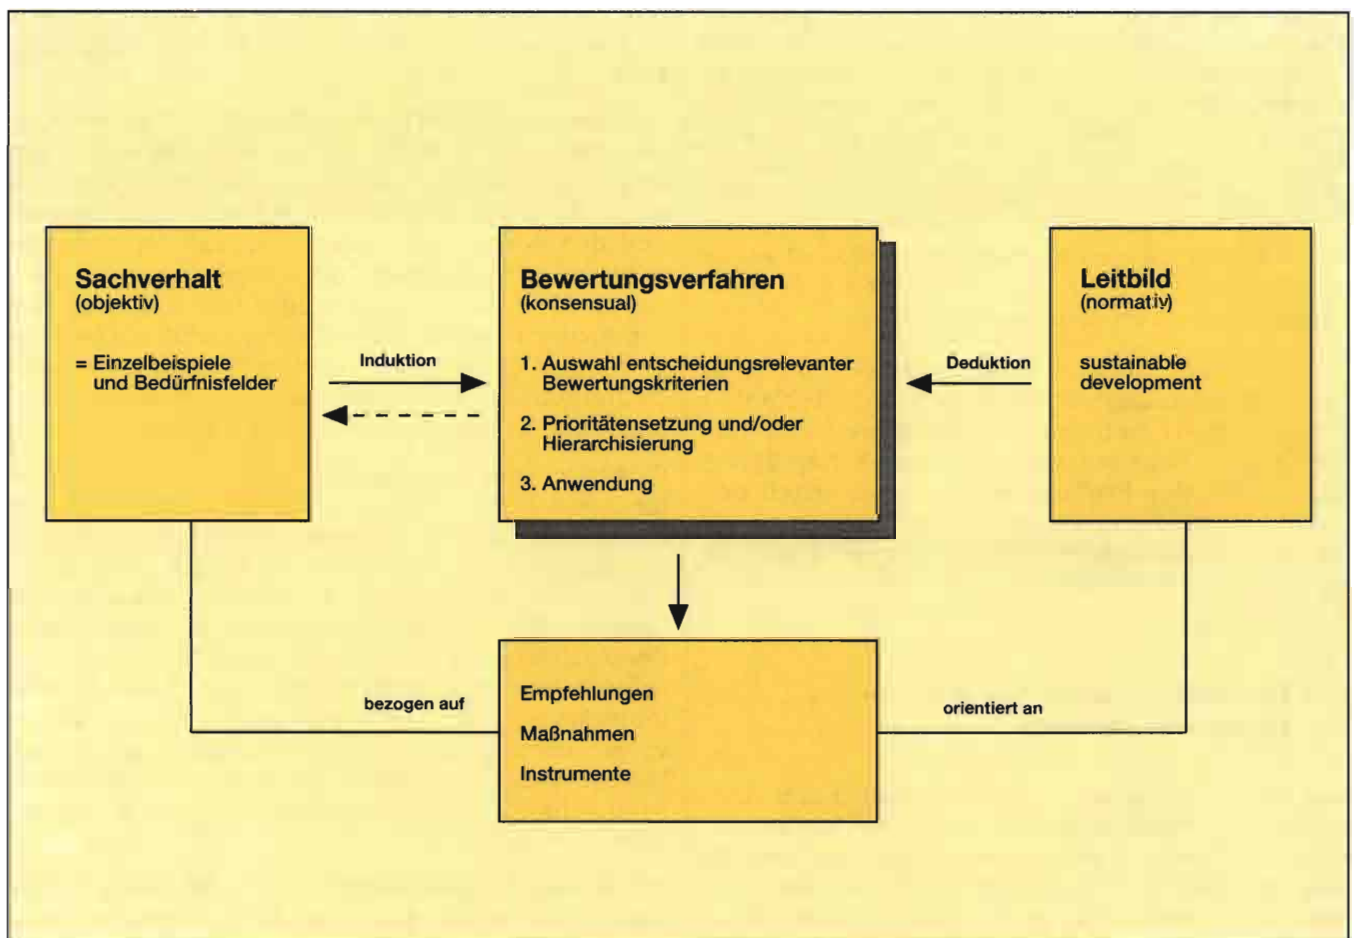 Sachverhalt
(objektiv)
= Einzelbeispiele
und Bedürfnisfelder
Induktion
Bewertungsverfahren
(konsensual)
1. Auswahl entscheidungsrelevanter
Bewertungskriterien
2. Prioritätensetzung und/oder
Hierarchisierung
3. Anwendung
Deduktion
Leitbild
(normativ)
sustainable
development
bezogen auf
Empfehlungen
Maßnahmen
Instrumente
orientiert an